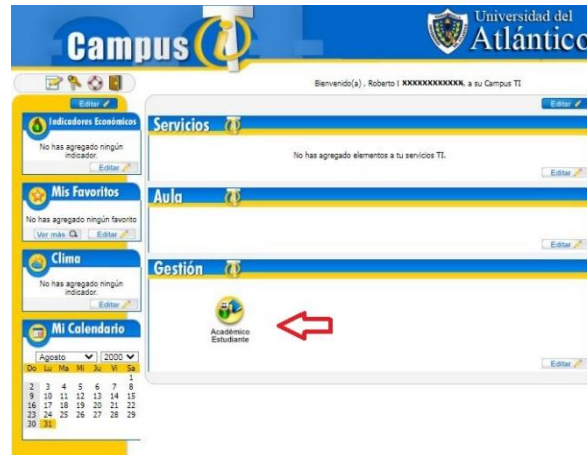 Campus iTi
Universidad del
Atlántico
Bienvenido(a) , Roberto I XXXXXXXXXXXX, a su Campus TI
Editar
Indicadores Económicos
No has agregado ningún
indicador.
Editar
Mis Favoritos
No has agregado ningún favorito
Ver más
Editar
Clima
No has agregado ningún
indicador.
Editar
Mi Calendario
Agosto 2000
Do Lu Ma Mi Ju Vi Sa
1
2 3 4 5 6 7 8
9 10 11 12 13 14 15
16 17 18 19 20 21 22
23 24 25 26 27 28 29
30 31
Editar
Servicios
No has agregado elementos a tu servicios TI.
Editar
Aula
Editar
Gestión
Académico
Estudiante
Editar